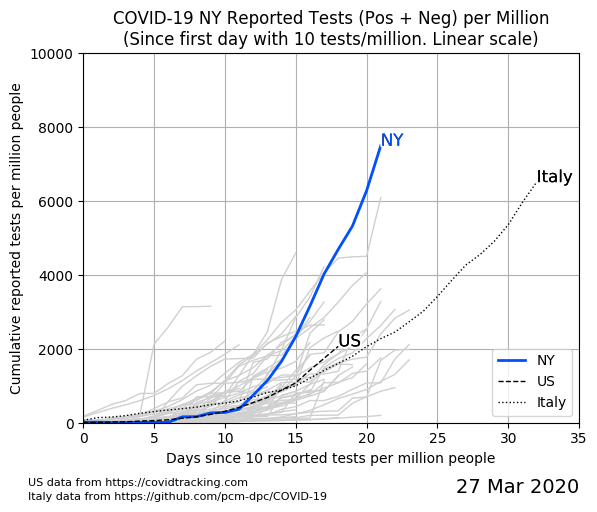 COVID-19 NY Reported Tests (Pos + Neg) per Million
(Since first day with 10 tests/million. Linear scale)
Cumulative reported tests per million people
10000
8000
6000
4000
2000
0
NY
Italy
US
NY
US
Italy
0 5 10 15 20 25 30 35
Days since 10 reported tests per million people
US data from https://covidtracking.com
Italy data from https://github.com/pcm-dpc/COVID-19
27 Mar 2020